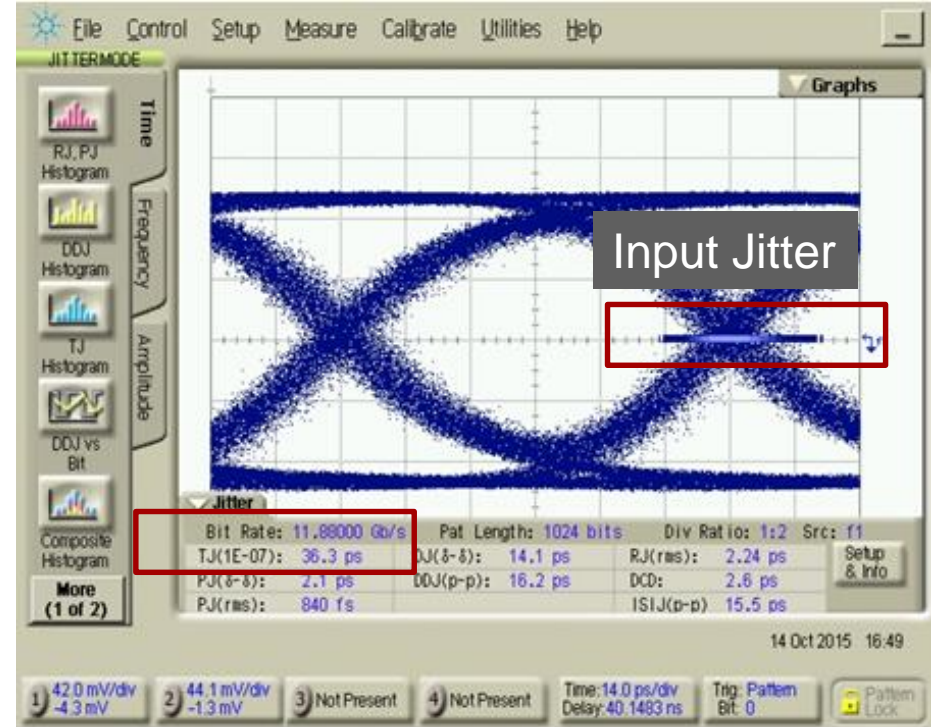 File Control Setup Measure Calibrate Utilities Help
JITTERMODE
Graphs
RJ, PJ
Histogram
DDJ
Histogram
TJ
Histogram
DDJ vs
Bit
Composite
Histogram
More
(1 of 2)
Time
Frequency
Amplitude
Input Jitter
Jitter
Bit Rate: 11.88000 Gb/s Pat Length: 1024 bits Div Ratio: 1:2 Src: f1
TJ(1E-07): 36.3 ps DJ(δ-δ): 14.1 ps RJ(rms): 2.24 ps
PJ(δ-δ): 2.1 ps DDJ(p-p): 16.2 ps DCD: 2.6 ps
PJ(rms): 840 fs ISIJ(p-p) 15.5 ps
Setup
& Info
14 Oct 2015 16:49
1) 42.0 mV/div
-4.3 mV
2) 44.1 mV/div
-1.3 mV
3) Not Present
4) Not Present
Time:14.0 ps/div
Delay:40.1483 ns
Trig: Pattern
Bit: 0
Pattern
Lock